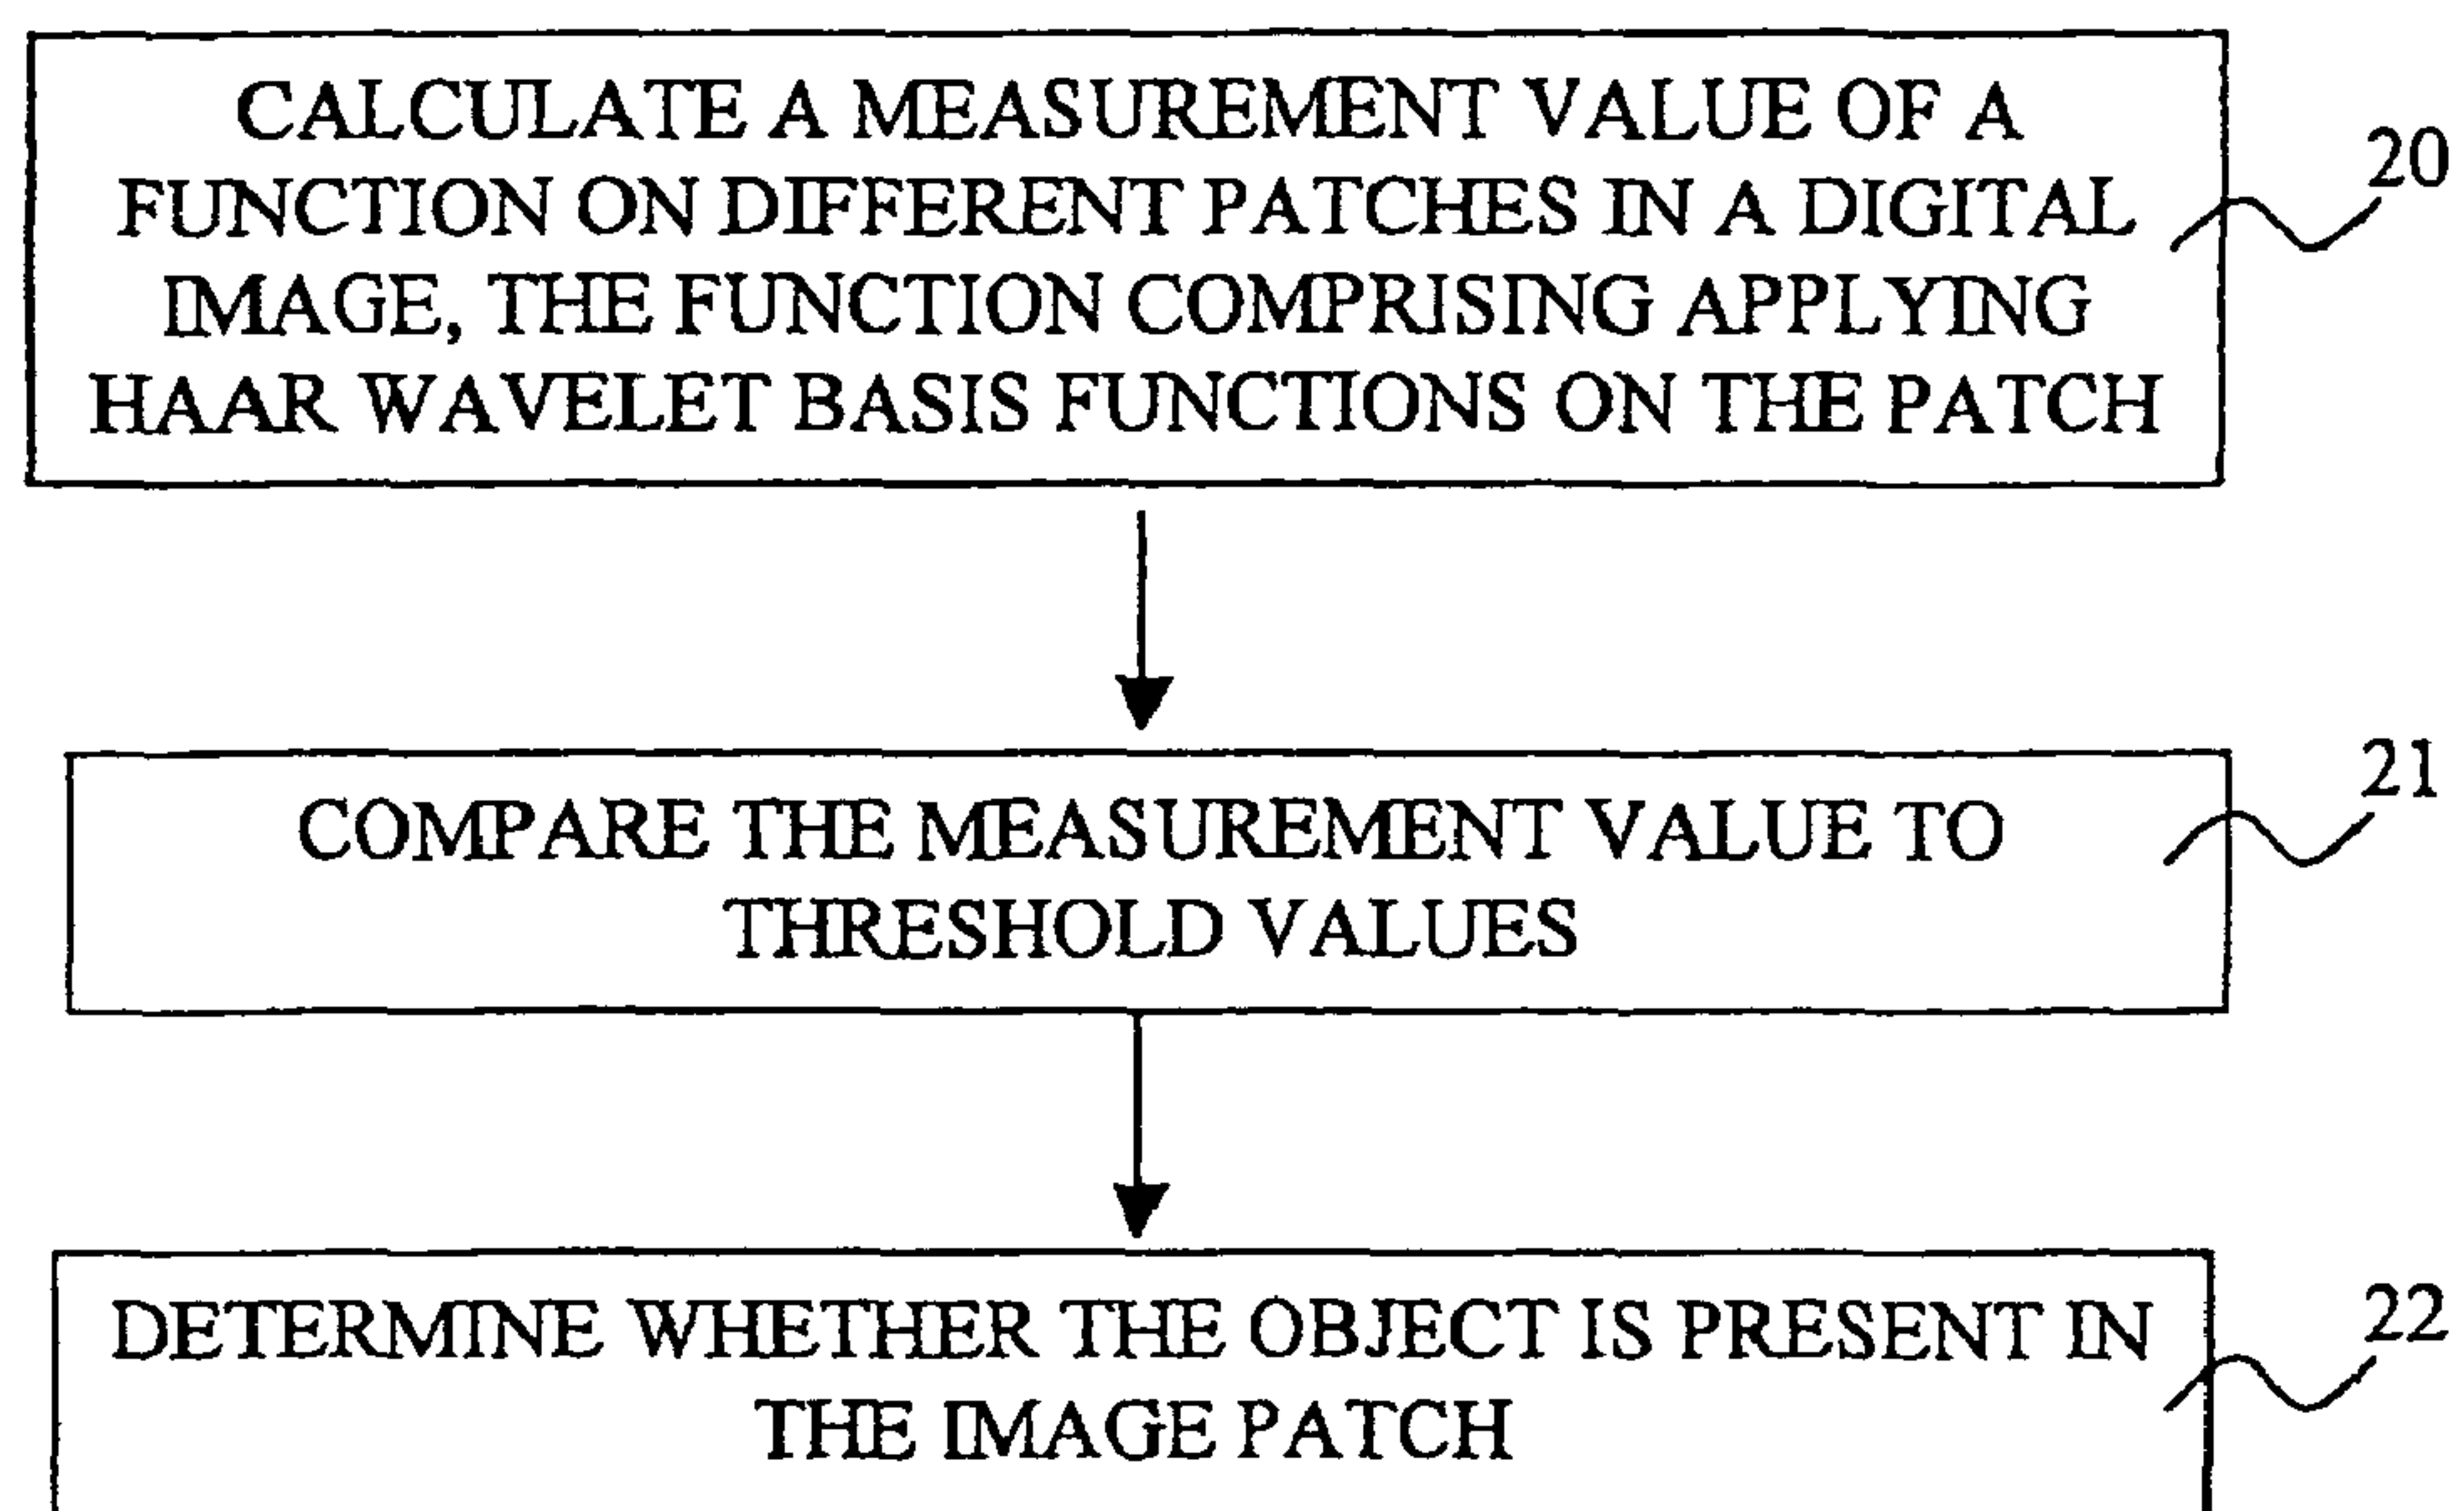 CALCULATE A MEASUREMENT VALUE OF A
FUNCTION ON DIFFERENT PATCHES IN A DIGITAL
IMAGE, THE FUNCTION COMPRISING APPLYING
HAAR WAVELET BASIS FUNCTIONS ON THE PATCH
20
COMPARE THE MEASUREMENT VALUE TO
THRESHOLD VALUES
21
DETERMINE WHETHER THE OBJECT IS PRESENT IN
THE IMAGE PATCH
22